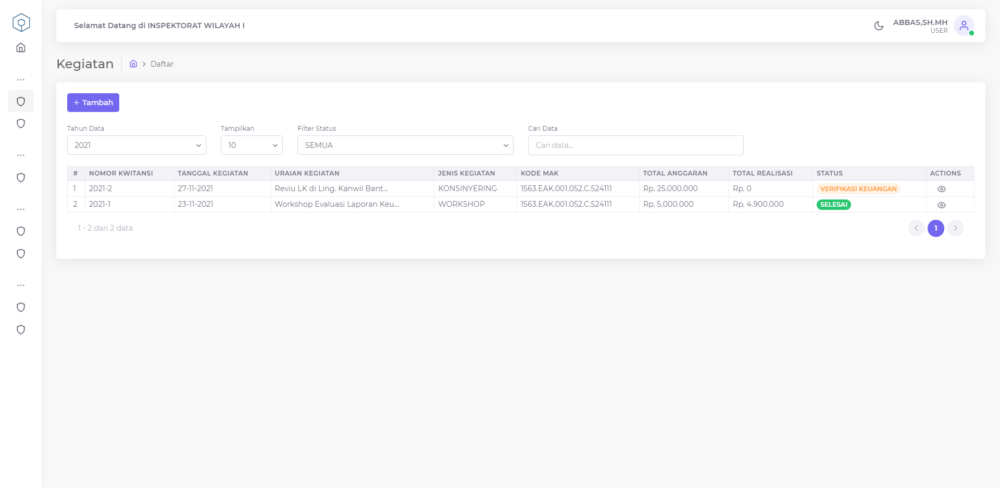 Selamat Datang di INSPEKTORAT WILAYAH I
ABBAS,SH.MH
USER
Kegiatan
Daftar
+ Tambah
Tahun Data
Tampilkan
Filter Status
Cari Data
2021
10
SEMUA
Cari data...
# NOMOR KWITANSI TANGGAL KEGIATAN URAIAN KEGIATAN JENIS KEGIATAN KODE MAK TOTAL ANGGARAN TOTAL REALISASI STATUS ACTIONS
1 2021-2 27-11-2021 Reviu LK di Ling. Kanwil Bant... KONSINYERING 1563.EAK.001.052.C.524111 Rp. 25.000.000 Rp. 0 VERIFIKASI KEUANGAN
2 2021-1 23-11-2021 Workshop Evaluasi Laporan Keu... WORKSHOP 1563.EAK.001.052.C.524111 Rp. 5.000.000 Rp. 4.900.000 SELESAI
1 - 2 dari 2 data
1